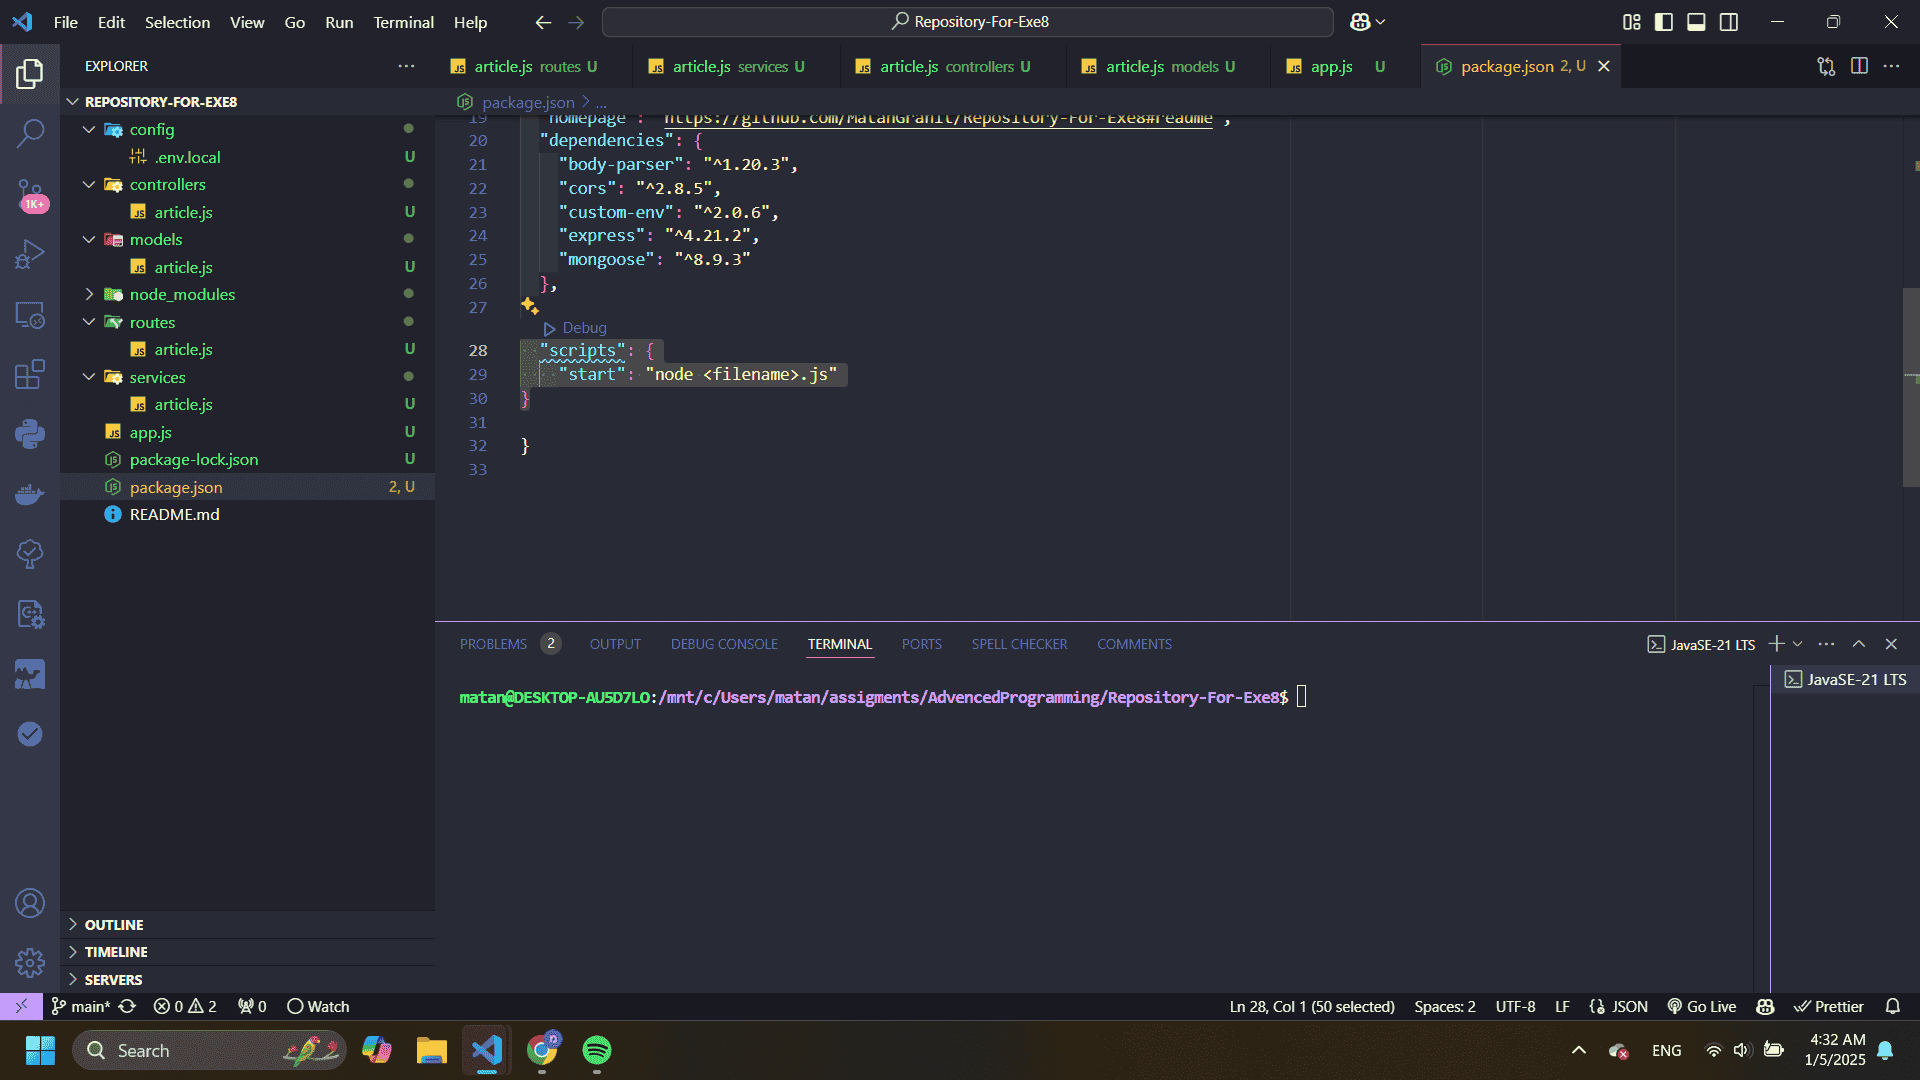 File Edit Selection View Go Run Terminal Help
Repository-For-Exe8
EXPLORER
article.js routes U
article.js services U
article.js controllers U
article.js models U
app.js U
package.json 2, U
REPOSITORY-FOR-EXE8
config
.env.local U
controllers
article.js U
models
article.js U
node_modules
routes
article.js U
services
article.js U
app.js U
package-lock.json U
package.json 2, U
README.md
OUTLINE
TIMELINE
SERVERS
1K+
package.json > ...
19 "homepage": "https://github.com/MatanGranit/Repository-For-Exe8#readme",
20 "dependencies": {
21 "body-parser": "^1.20.3",
22 "cors": "^2.8.5",
23 "custom-env": "^2.0.6",
24 "express": "^4.21.2",
25 "mongoose": "^8.9.3"
26 },
27
Debug
28 "scripts": {
29 "start": "node <filename>.js"
30 }
31
32 }
33
PROBLEMS 2 OUTPUT DEBUG CONSOLE TERMINAL PORTS SPELL CHECKER COMMENTS
JavaSE-21 LTS
matan@DESKTOP-AU5D7LO:/mnt/c/Users/matan/assigments/AdvencedProgramming/Repository-For-Exe8$
JavaSE-21 LTS
main* 0 2 0 Watch
Ln 28, Col 1 (50 selected) Spaces: 2 UTF-8 LF {} JSON Go Live Prettier
Search
ENG
4:32 AM
1/5/2025